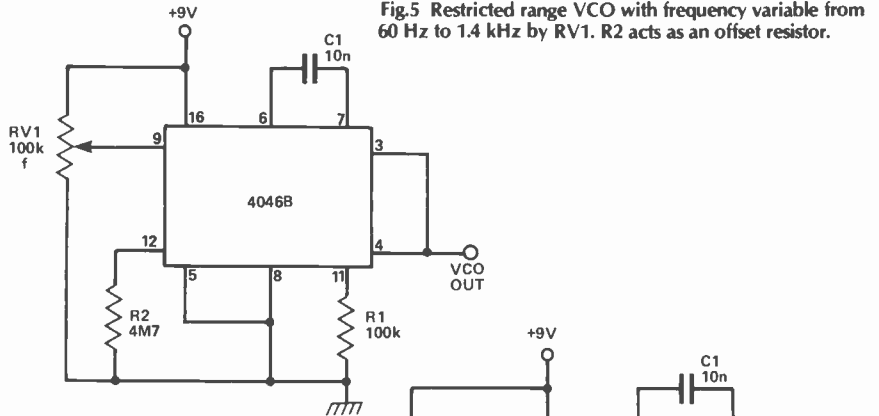 Fig.5 Restricted range VCO with frequency variable from
60 Hz to 1.4 kHz by RV1. R2 acts as an offset resistor.
+9V
C1
10n
16
6
7
RV1
100k
f
9
3
4046B
12
4
VCO
OUT
5
8
11
R2
4M7
R1
100k
+9V
C1
10n